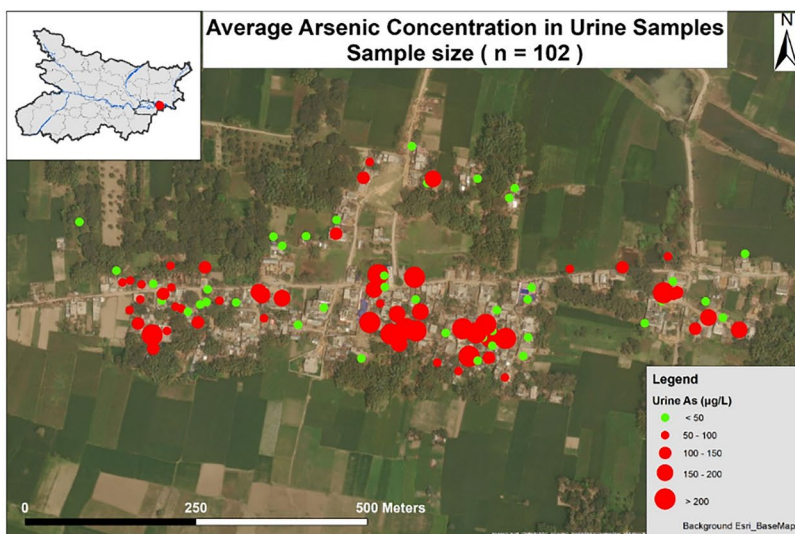 Average Arsenic Concentration in Urine Samples
Sample size ( n = 102 )
N
Legend
Urine As (µg/L)
< 50
50 - 100
100 - 150
150 - 200
> 200
0 250 500 Meters
Background Esri_BaseMap